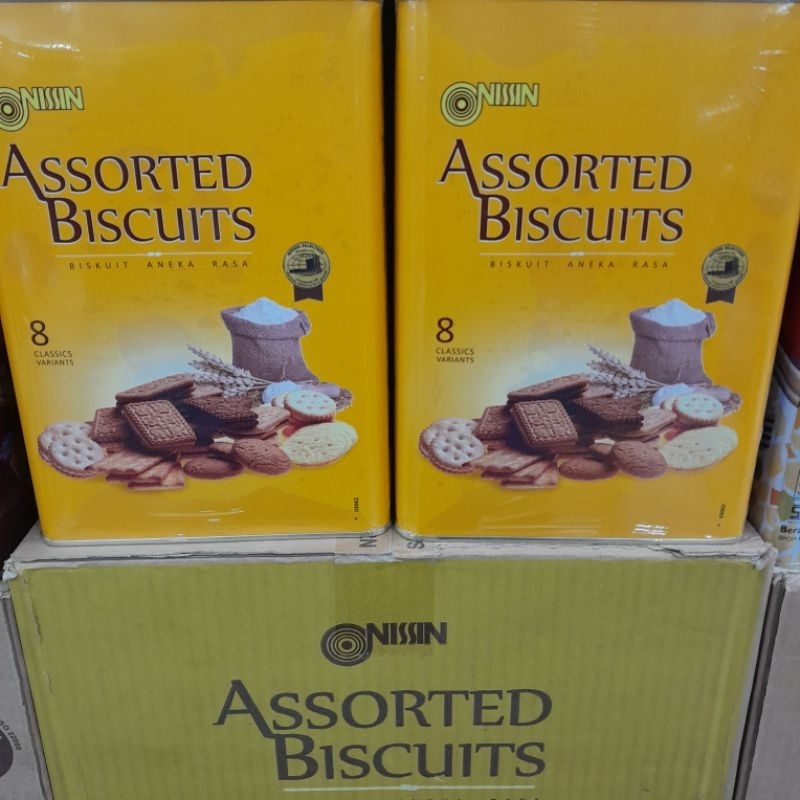 NISSIN
ASSORTED
BISCUITS
BISKUIT ANEKA RASA
8
CLASSICS
VARIANTS
NISSIN
ASSORTED
BISCUITS
BISKUIT ANEKA RASA
8
CLASSICS
VARIANTS
NISSIN
ASSORTED
BISCUITS